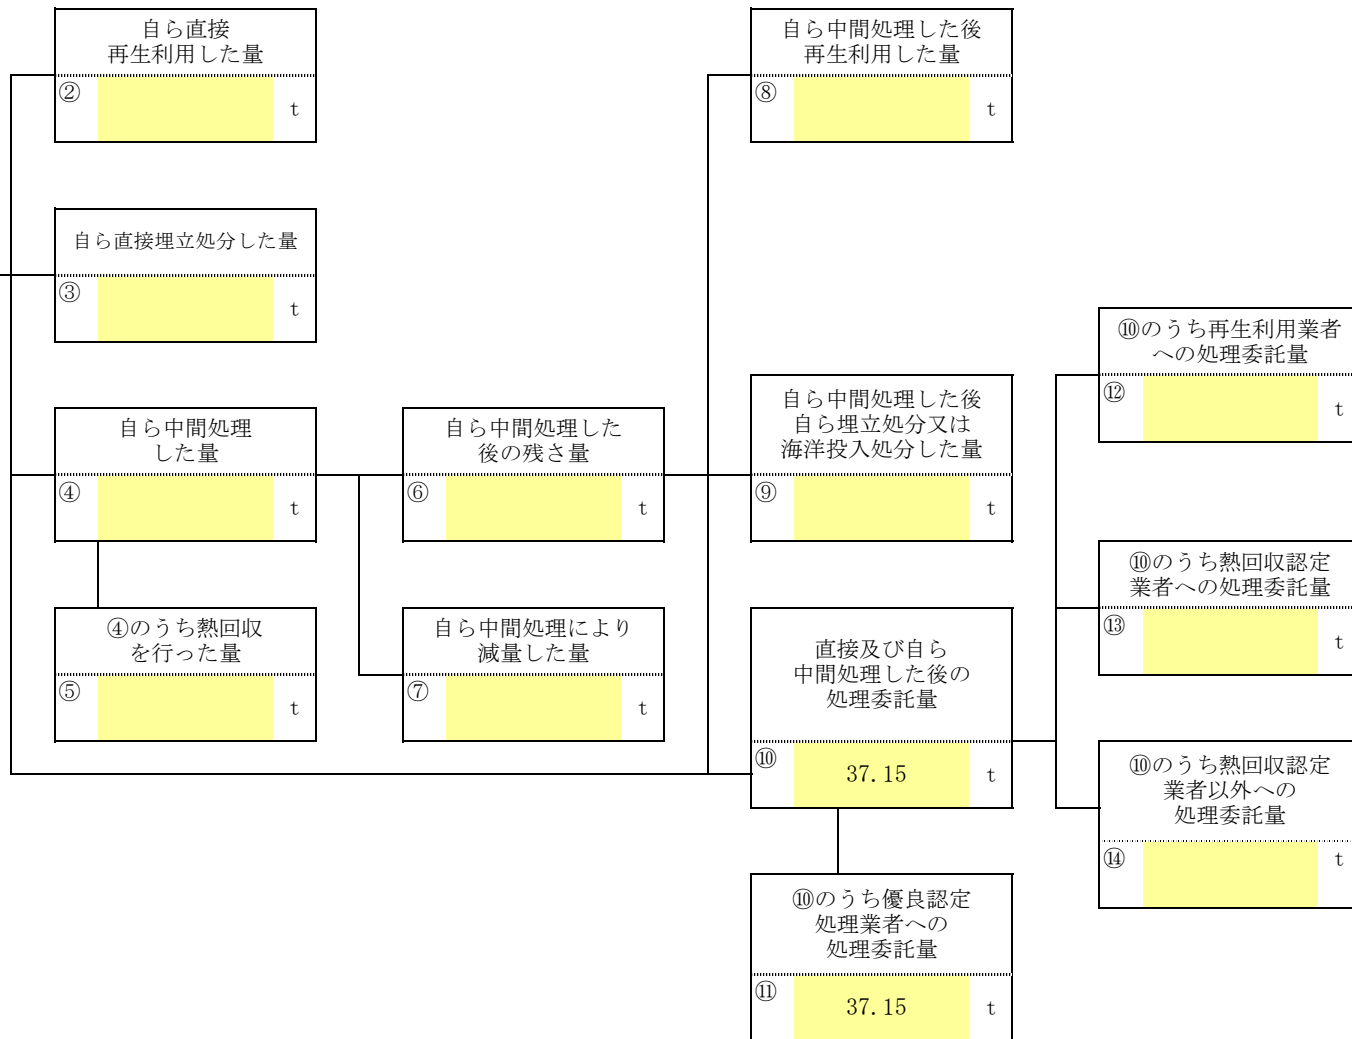 自ら直接
再生利用した量
②
t
自ら中間処理した後
再生利用した量
⑧
t
自ら直接埋立処分した量
③
t
⑩のうち再生利用業者
への処理委託量
⑫
t
自ら中間処理
した量
④
t
自ら中間処理した
後の残さ量
⑥
t
自ら中間処理した後
自ら埋立処分又は
海洋投入処分した量
⑨
t
⑩のうち熱回収認定
業者への処理委託量
⑬
t
④のうち熱回収
を行った量
⑤
t
自ら中間処理により
減量した量
⑦
t
直接及び自ら
中間処理した後の
処理委託量
⑩ 37.15 t
⑩のうち熱回収認定
業者以外への
処理委託量
⑭
t
⑩のうち優良認定
処理業者への
処理委託量
⑪ 37.15 t